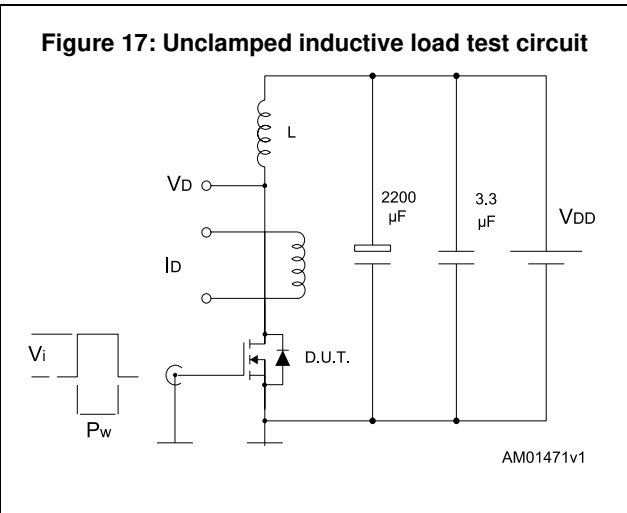 Figure 17: Unclamped inductive load test circuit
L
VD
2200
µF
3.3
µF
VDD
ID
Vi
D.U.T.
Pw
AM01471v1